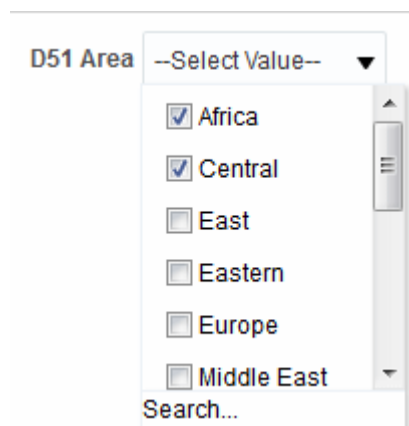 D51 Area --Select Value--
Africa
Central
East
Eastern
Europe
Middle East
Search...